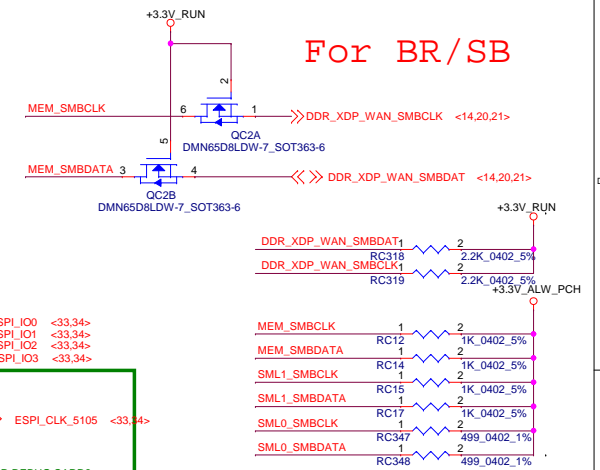 +3.3V_RUN
For BR/SB
2
MEM_SMBCLK 6 1 DDR_XDP_WAN_SMBCLK <14,20,21>
QC2A
DMN65D8LDW-7_SOT363-6
5
MEM_SMBDATA 3 4 DDR_XDP_WAN_SMBDAT <14,20,21>
QC2B
DMN65D8LDW-7_SOT363-6
+3.3V_RUN
DDR_XDP_WAN_SMBDAT 1 2
RC318 2.2K_0402_5%
DDR_XDP_WAN_SMBCLK 1 2
RC319 2.2K_0402_5%
+3.3V_ALW_PCH
MEM_SMBCLK 1 2
RC12 1K_0402_5%
MEM_SMBDATA 1 2
RC14 1K_0402_5%
SML1_SMBCLK 1 2
RC15 1K_0402_5%
SML1_SMBDATA 1 2
RC17 1K_0402_5%
SML0_SMBCLK 1 2
RC347 499_0402_1%
SML0_SMBDATA 1 2
RC348 499_0402_1%
SPI_IO0 <33,34>
SPI_IO1 <33,34>
SPI_IO2 <33,34>
SPI_IO3 <33,34>
ESPI_CLK_5105 <33,34>